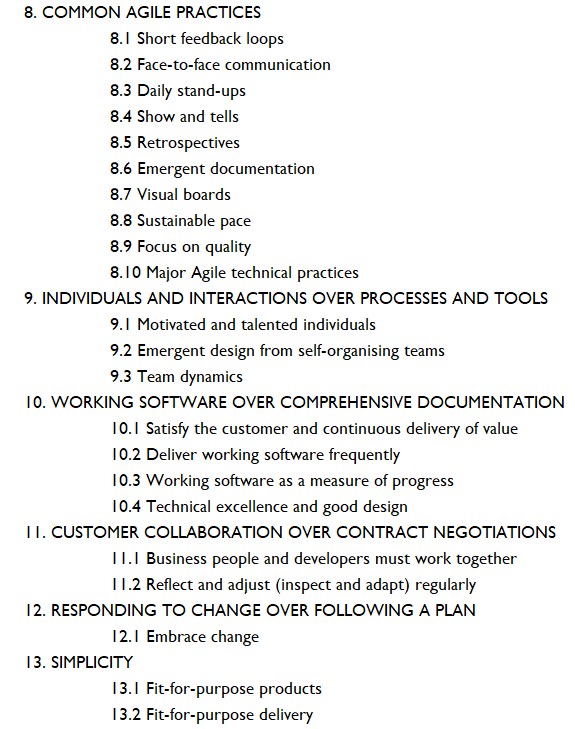 8. COMMON AGILE PRACTICES
8.1 Short feedback loops
8.2 Face-to-face communication
8.3 Daily stand-ups
8.4 Show and tells
8.5 Retrospectives
8.6 Emergent documentation
8.7 Visual boards
8.8 Sustainable pace
8.9 Focus on quality
8.10 Major Agile technical practices
9. INDIVIDUALS AND INTERACTIONS OVER PROCESSES AND TOOLS
9.1 Motivated and talented individuals
9.2 Emergent design from self-organising teams
9.3 Team dynamics
10. WORKING SOFTWARE OVER COMPREHENSIVE DOCUMENTATION
10.1 Satisfy the customer and continuous delivery of value
10.2 Deliver working software frequently
10.3 Working software as a measure of progress
10.4 Technical excellence and good design
11. CUSTOMER COLLABORATION OVER CONTRACT NEGOTIATIONS
11.1 Business people and developers must work together
11.2 Reflect and adjust (inspect and adapt) regularly
12. RESPONDING TO CHANGE OVER FOLLOWING A PLAN
12.1 Embrace change
13. SIMPLICITY
13.1 Fit-for-purpose products
13.2 Fit-for-purpose delivery